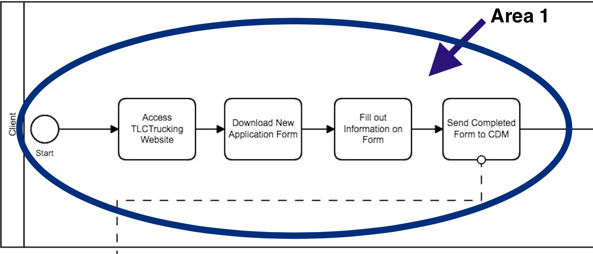 Area 1
Client
Start
Access
TLCTrucking
Website
Download New
Application Form
Fill out
Information on
Form
Send Completed
Form to CDM